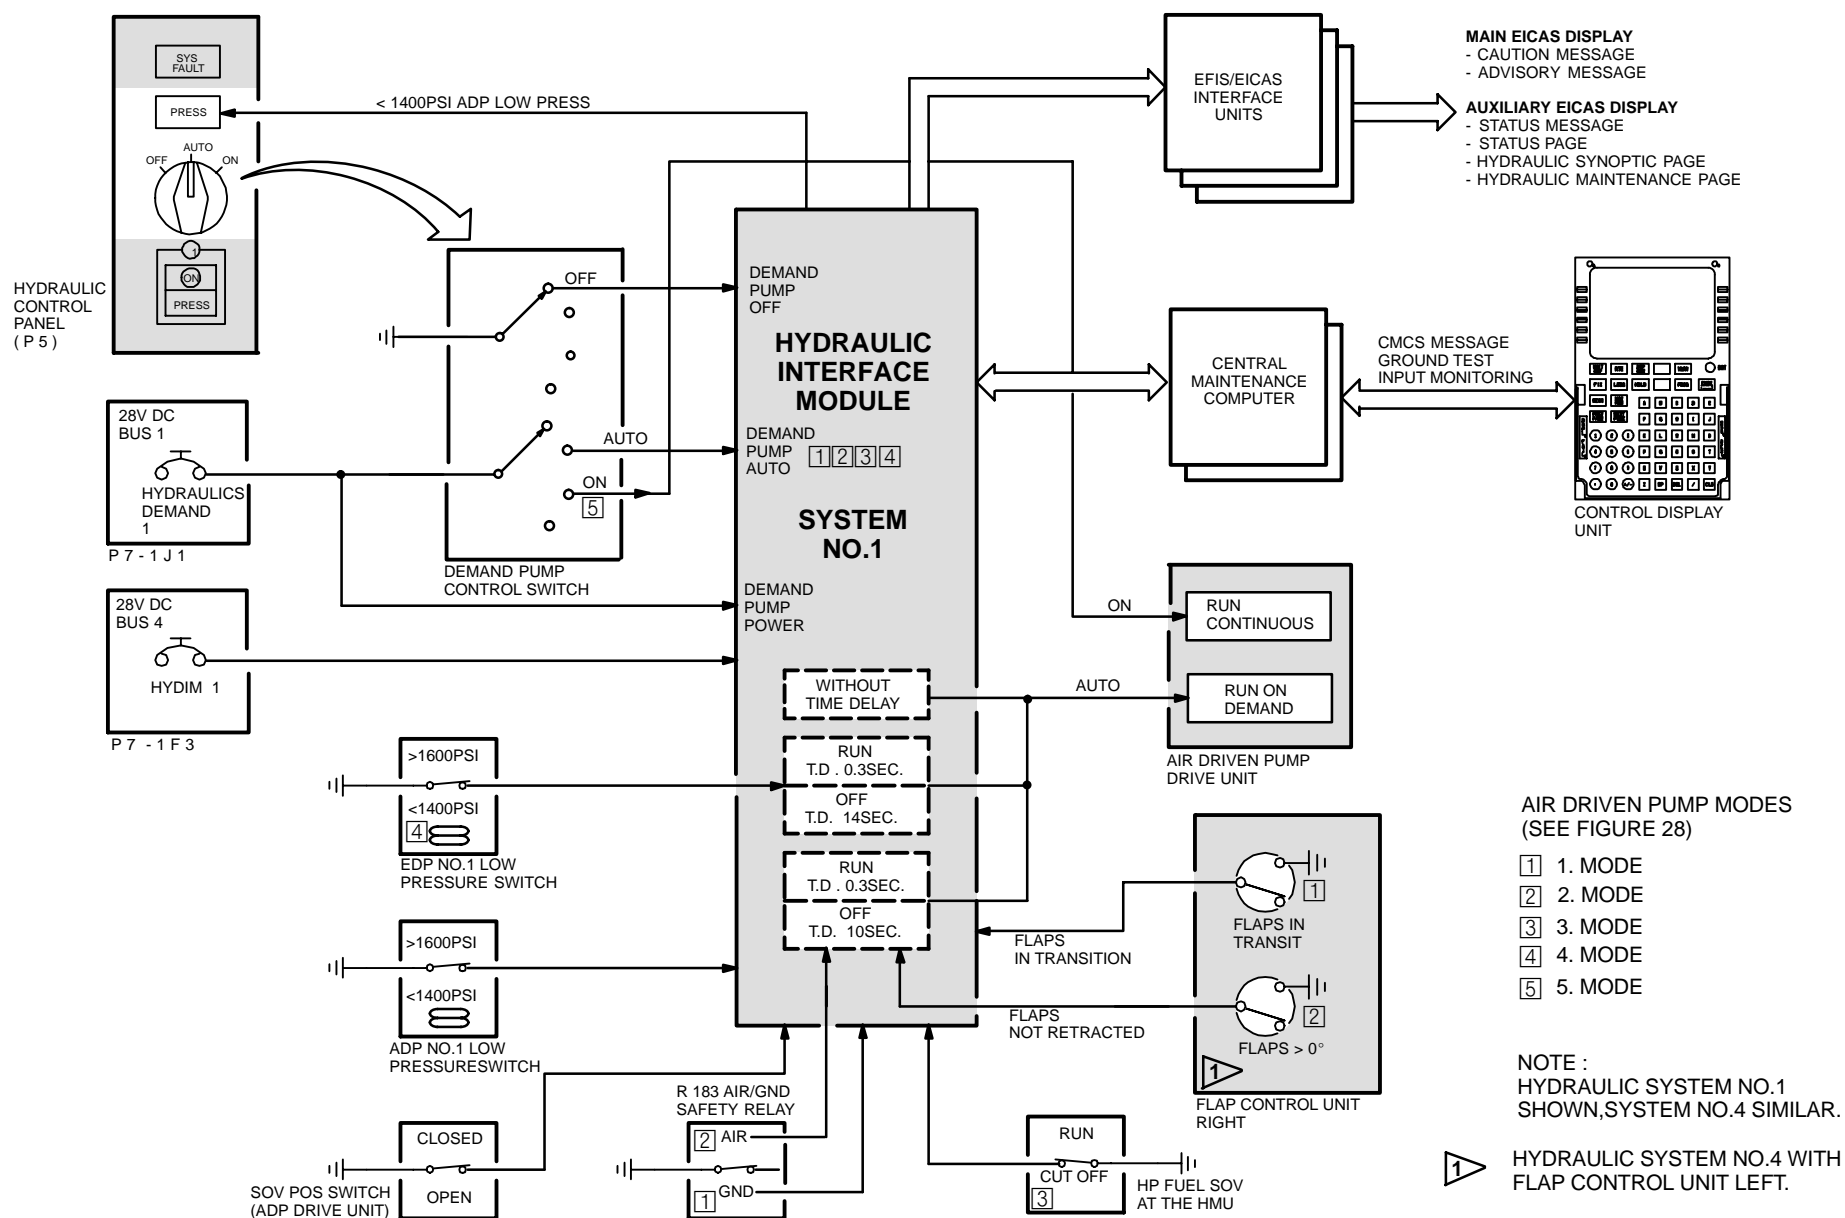 SYS
FAULT
PRESS
OFF
AUTO
ON
1
ON
PRESS
HYDRAULIC
CONTROL
PANEL
( P 5 )
< 1400PSI ADP LOW PRESS
EFIS/EICAS
INTERFACE
UNITS
MAIN EICAS DISPLAY
- CAUTION MESSAGE
- ADVISORY MESSAGE
AUXILIARY EICAS DISPLAY
- STATUS MESSAGE
- STATUS PAGE
- HYDRAULIC SYNOPTIC PAGE
- HYDRAULIC MAINTENANCE PAGE
OFF
AUTO
ON
5
DEMAND PUMP
CONTROL SWITCH
28V DC
BUS 1
HYDRAULICS
DEMAND
1
P 7 - 1 J 1
28V DC
BUS 4
HYDIM 1
P 7 - 1 F 3
DEMAND
PUMP
OFF
HYDRAULIC
INTERFACE
MODULE
DEMAND
PUMP
AUTO
1 2 3 4
SYSTEM
NO.1
DEMAND
PUMP
POWER
WITHOUT
TIME DELAY
RUN
T.D . 0.3SEC.
OFF
T.D. 14SEC.
RUN
T.D . 0.3SEC.
OFF
T.D. 10SEC.
CENTRAL
MAINTENANCE
COMPUTER
CMCS MESSAGE
GROUND TEST
INPUT MONITORING
CONTROL DISPLAY
UNIT
ON
RUN
CONTINUOUS
AUTO
RUN ON
DEMAND
AIR DRIVEN PUMP
DRIVE UNIT
>1600PSI
<1400PSI
4
EDP NO.1 LOW
PRESSURE SWITCH
>1600PSI
<1400PSI
ADP NO.1 LOW
PRESSURESWITCH
FLAPS
IN TRANSITION
FLAPS
NOT RETRACTED
1
FLAPS IN
TRANSIT
2
FLAPS > 0°
1
FLAP CONTROL UNIT
RIGHT
CLOSED
OPEN
SOV POS SWITCH
(ADP DRIVE UNIT)
R 183 AIR/GND
SAFETY RELAY
2 AIR
1 GND
RUN
CUT OFF
3
HP FUEL SOV
AT THE HMU
AIR DRIVEN PUMP MODES
(SEE FIGURE 28)
1 1. MODE
2 2. MODE
3 3. MODE
4 4. MODE
5 5. MODE
NOTE :
HYDRAULIC SYSTEM NO.1
SHOWN,SYSTEM NO.4 SIMILAR.
1 HYDRAULIC SYSTEM NO.4 WITH
FLAP CONTROL UNIT LEFT.